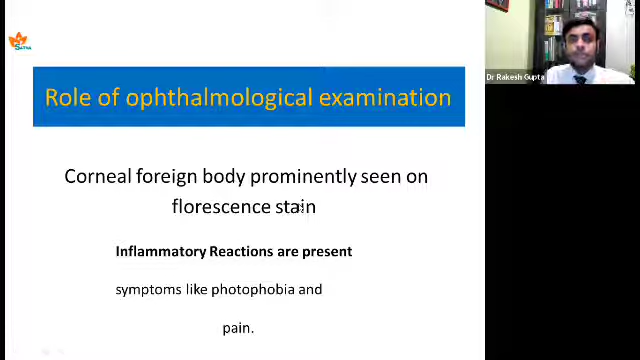 Role of ophthalmological examination
Corneal foreign body prominently seen on
florescence stain
Inflammatory Reactions are present
symptoms like photophobia and
pain.
Dr Rakesh Gupta